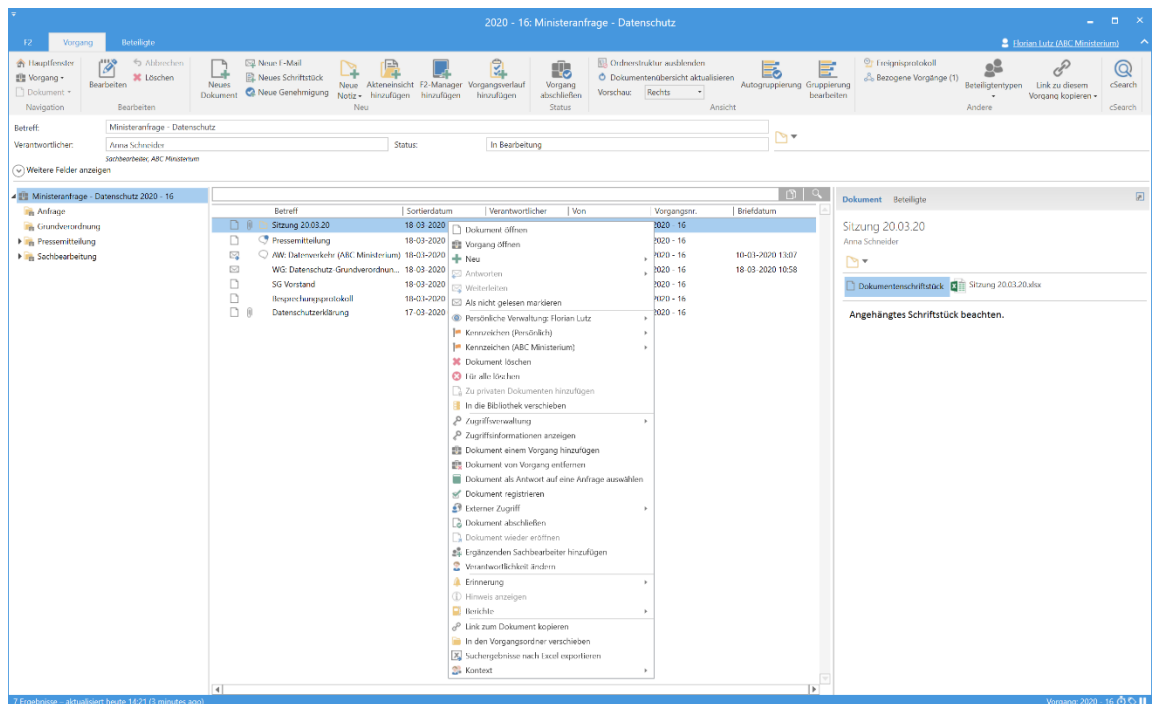 2020 - 16: Ministeranfrage - Datenschutz
F2 Vorgang Beteiligte Florian Lutz (ABC Ministerium)
Hauptfenster
Vorgang
Dokument
Navigation
Bearbeiten
Abbrechen
Löschen
Bearbeiten
Neues Dokument
Neue E-Mail
Neues Schriftstück
Neue Genehmigung
Neue Notiz
Akteneinsicht hinzufügen
F2-Manager hinzufügen
Vorgangsverlauf hinzufügen
Neu
Vorgang abschließen
Status
Ordnerstruktur ausblenden
Dokumentenübersicht aktualisieren
Vorschau: Rechts
Autogruppierung
Gruppierung bearbeiten
Ansicht
Ereignisprotokoll
Bezogene Vorgänge (1)
Beteiligtentypen
Link zu diesem Vorgang kopieren
Andere
cSearch
cSearch
Betreff: Ministeranfrage - Datenschutz
Verantwortlicher: Anna Schneider Status: In Bearbeitung
Sachbearbeiter, ABC Ministerium
Weitere Felder anzeigen
Ministeranfrage - Datenschutz 2020 - 16
Anfrage
Grundverordnung
Pressemitteilung
Sachbearbeitung
Betreff Sortierdatum Verantwortlicher Von Vorgangsnr. Briefdatum
Sitzung 20.03.20 18-03-2020 2020 - 16
Pressemitteilung 18-03-2020 2020 - 16
AW: Datenverkehr (ABC Ministerium) 18-03-2020 2020 - 16 10-03-2020 13:07
WG: Datenschutz-Grundverordnun... 18-03-2020 2020 - 16 18-03-2020 10:58
SG Vorstand 18-03-2020 2020 - 16
Besprechungsprotokoll 18-03-2020 2020 - 16
Datenschutzerklärung 17-03-2020 2020 - 16
Dokument öffnen
Vorgang öffnen
Neu
Antworten
Weiterleiten
Als nicht gelesen markieren
Persönliche Verwaltung: Florian Lutz
Kennzeichen (Persönlich)
Kennzeichen (ABC Ministerium)
Dokument löschen
Für alle löschen
Zu privaten Dokumenten hinzufügen
In die Bibliothek verschieben
Zugriffsverwaltung
Zugriffsinformationen anzeigen
Dokument einem Vorgang hinzufügen
Dokument von Vorgang entfernen
Dokument als Antwort auf eine Anfrage auswählen
Dokument registrieren
Externer Zugriff
Dokument abschließen
Dokument wieder eröffnen
Ergänzenden Sachbearbeiter hinzufügen
Verantwortlichkeit ändern
Erinnerung
Hinweis anzeigen
Berichte
Link zum Dokument kopieren
In den Vorgangsordner verschieben
Suchergebnisse nach Excel exportieren
Kontext
Dokument Beteiligte
Sitzung 20.03.20
Anna Schneider
Dokumentenschriftstück Sitzung 20.03.20.xlsx
Angehängtes Schriftstück beachten.
7 Ergebnisse – aktualisiert heute 14:21 (3 minutes ago) Vorgang: 2020 - 16